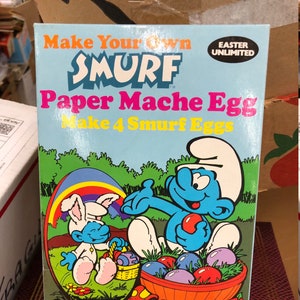 Make Your Own
EASTER
UNLIMITED
SMURF
Paper Mache Egg
Make 4 Smurf Eggs